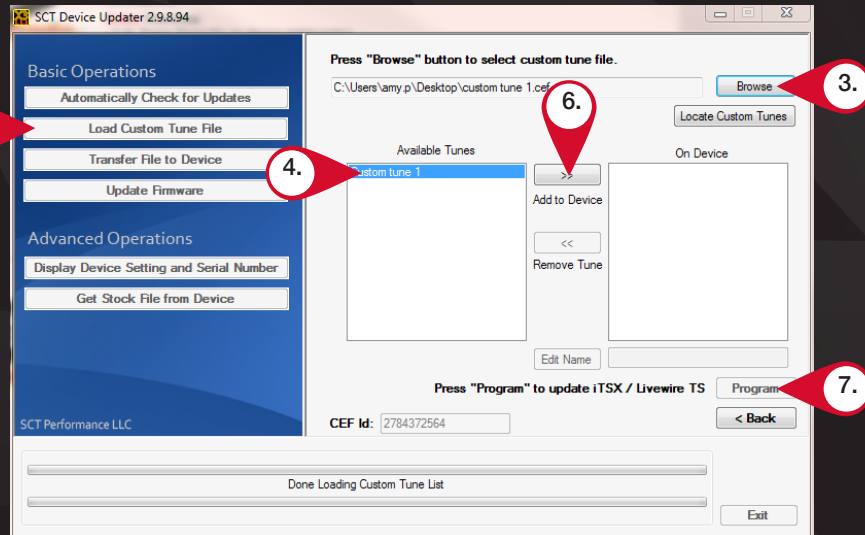 SCT Device Updater 2.9.8.94
Basic Operations
Automatically Check for Updates
Load Custom Tune File
Transfer File to Device
Update Firmware
Advanced Operations
Display Device Setting and Serial Number
Get Stock File from Device
SCT Performance LLC
Press "Browse" button to select custom tune file.
C:\Users\amy.p\Desktop\custom tune 1.cef
Browse
3.
Locate Custom Tunes
6.
Available Tunes
On Device
4.
Custom tune 1
>>
Add to Device
<<
Remove Tune
Edit Name
Press "Program" to update iTSX / Livewire TS
Program
7.
CEF Id: 2784372564
< Back
Done Loading Custom Tune List
Exit